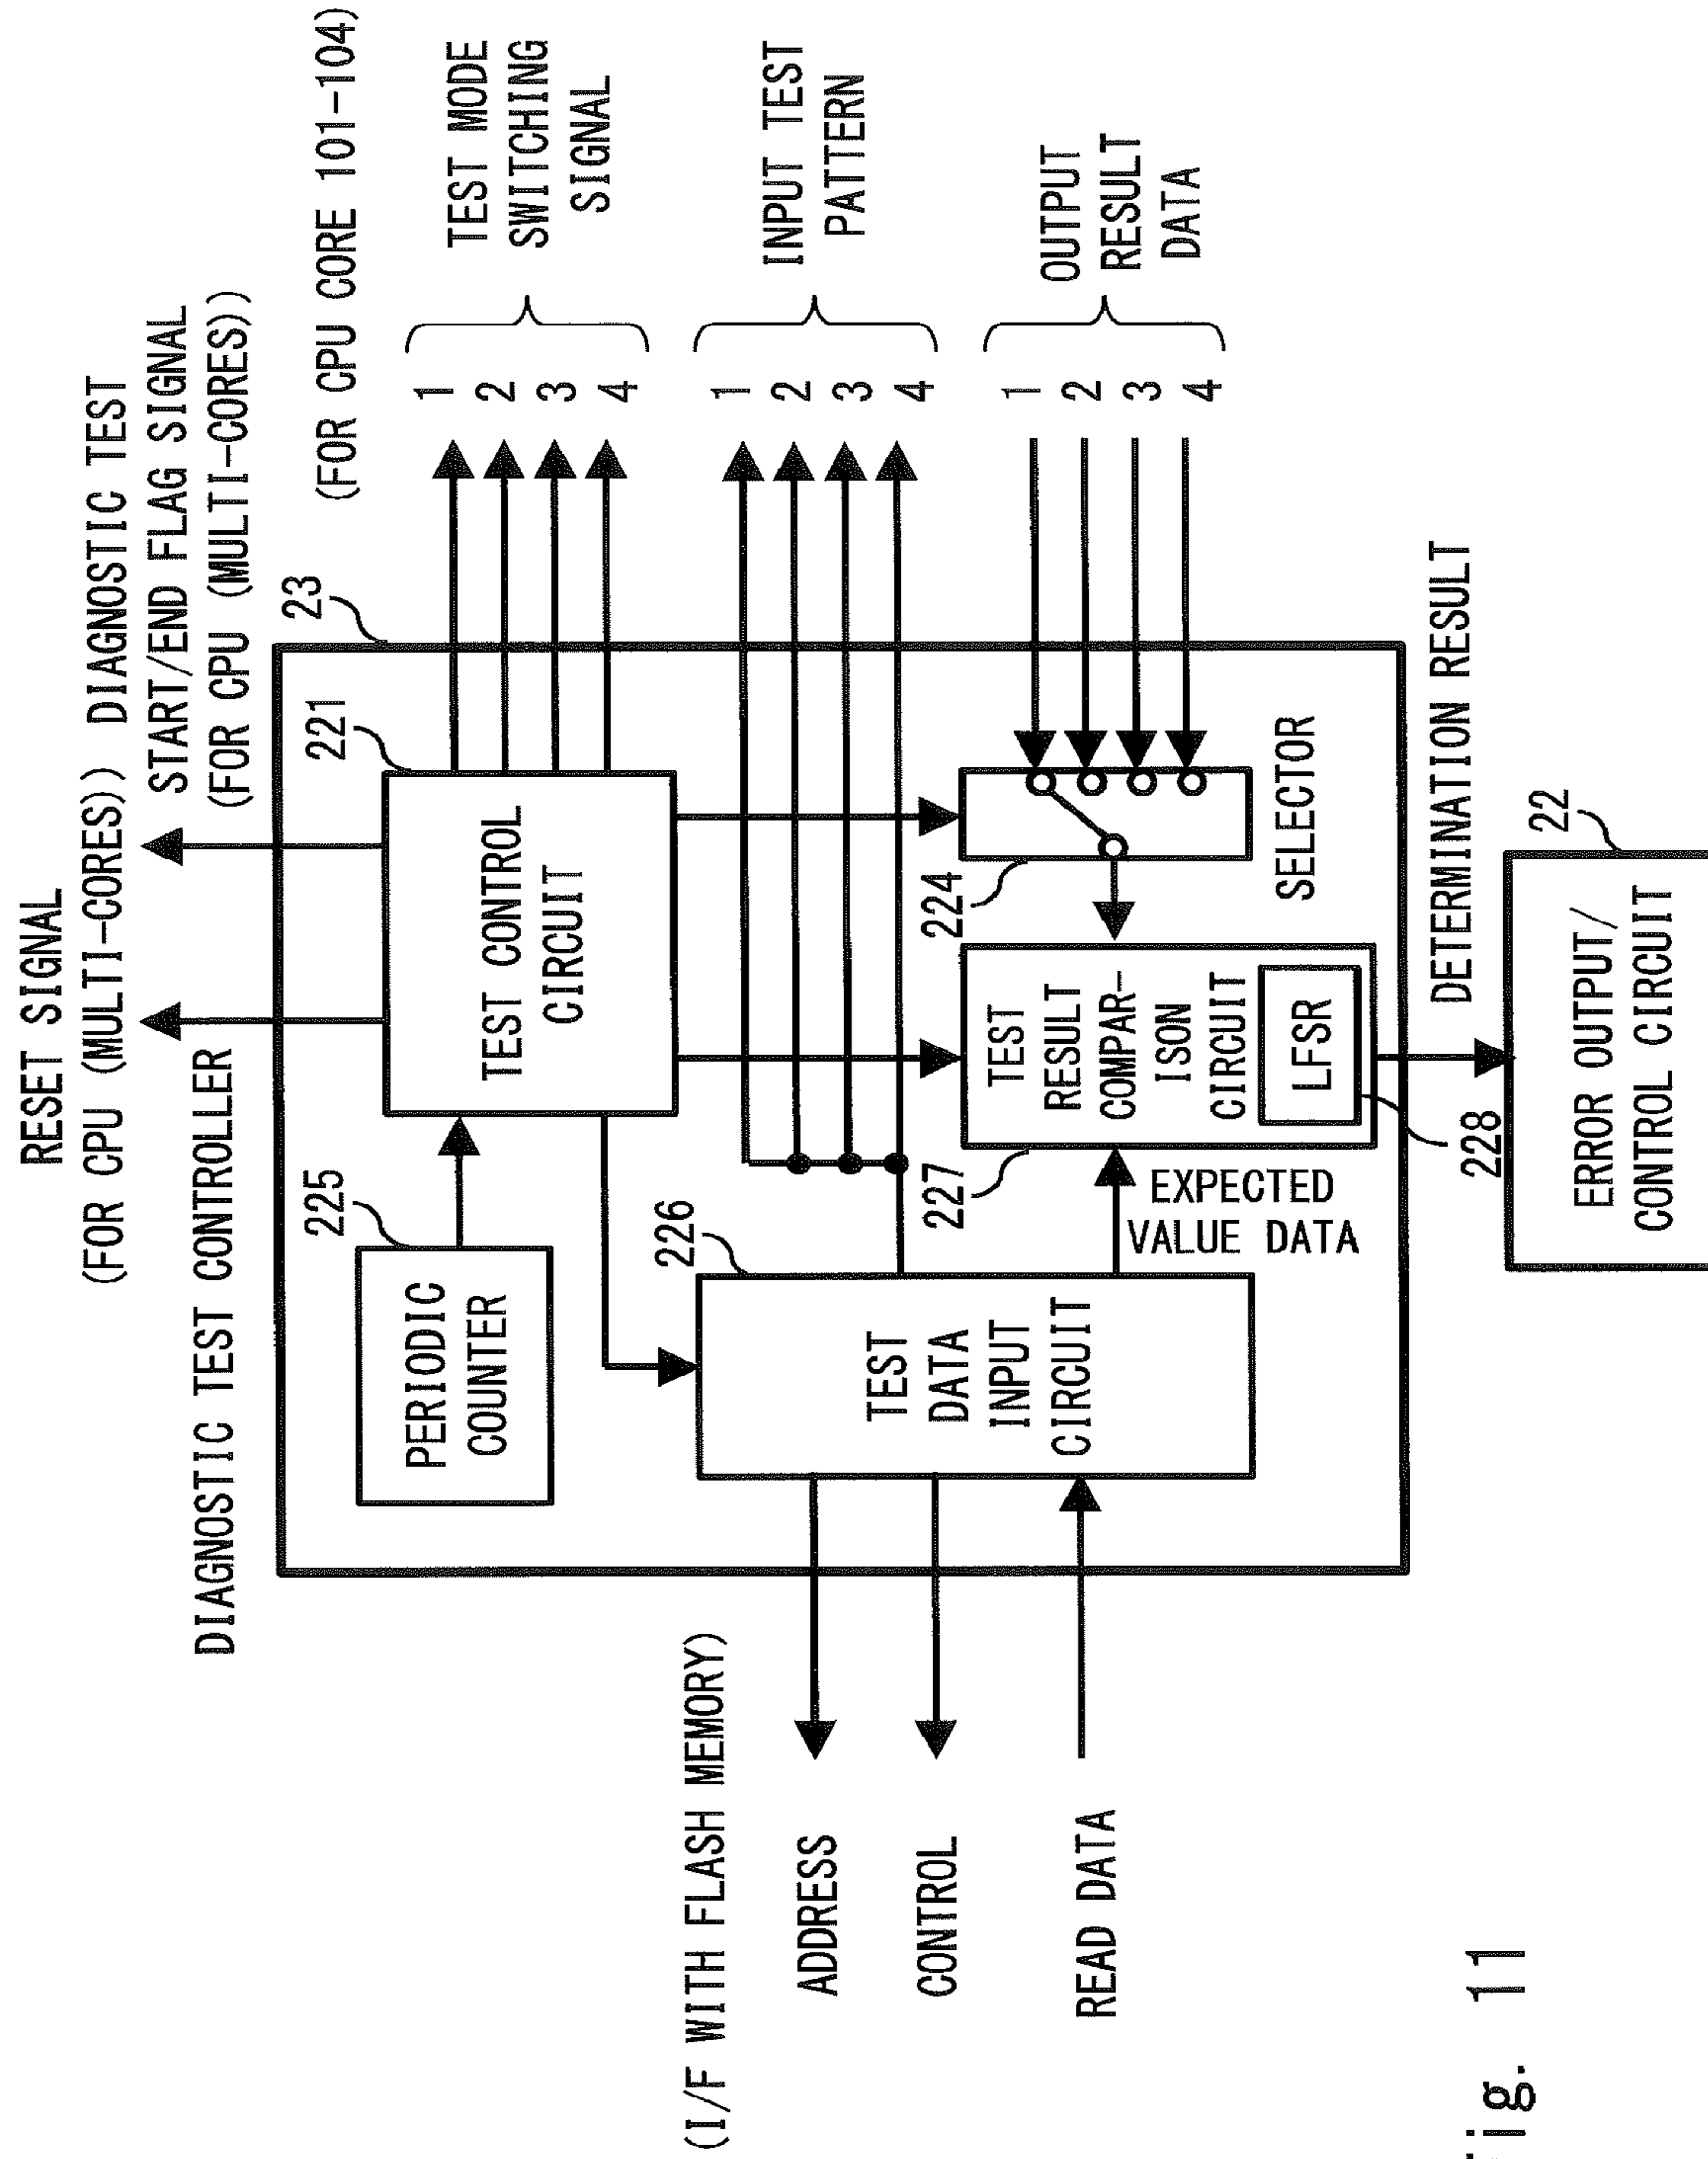 RESET SIGNAL
(FOR CPU (MULTI-CORES))
DIAGNOSTIC TEST
START/END FLAG SIGNAL
(FOR CPU (MULTI-CORES))
DIAGNOSTIC TEST CONTROLLER
23
(FOR CPU CORE 101-104)
225
PERIODIC
COUNTER
221
TEST CONTROL
CIRCUIT
1
2
3
4
TEST MODE
SWITCHING
SIGNAL
(I/F WITH FLASH MEMORY)
ADDRESS
CONTROL
READ DATA
226
TEST
DATA
INPUT
CIRCUIT
1
2
3
4
INPUT TEST
PATTERN
227
EXPECTED
VALUE DATA
TEST
RESULT
COMPAR-
ISON
CIRCUIT
LFSR
228
224
SELECTOR
1
2
3
4
OUTPUT
RESULT
DATA
DETERMINATION RESULT
22
ERROR OUTPUT/
CONTROL CIRCUIT
ig. 11